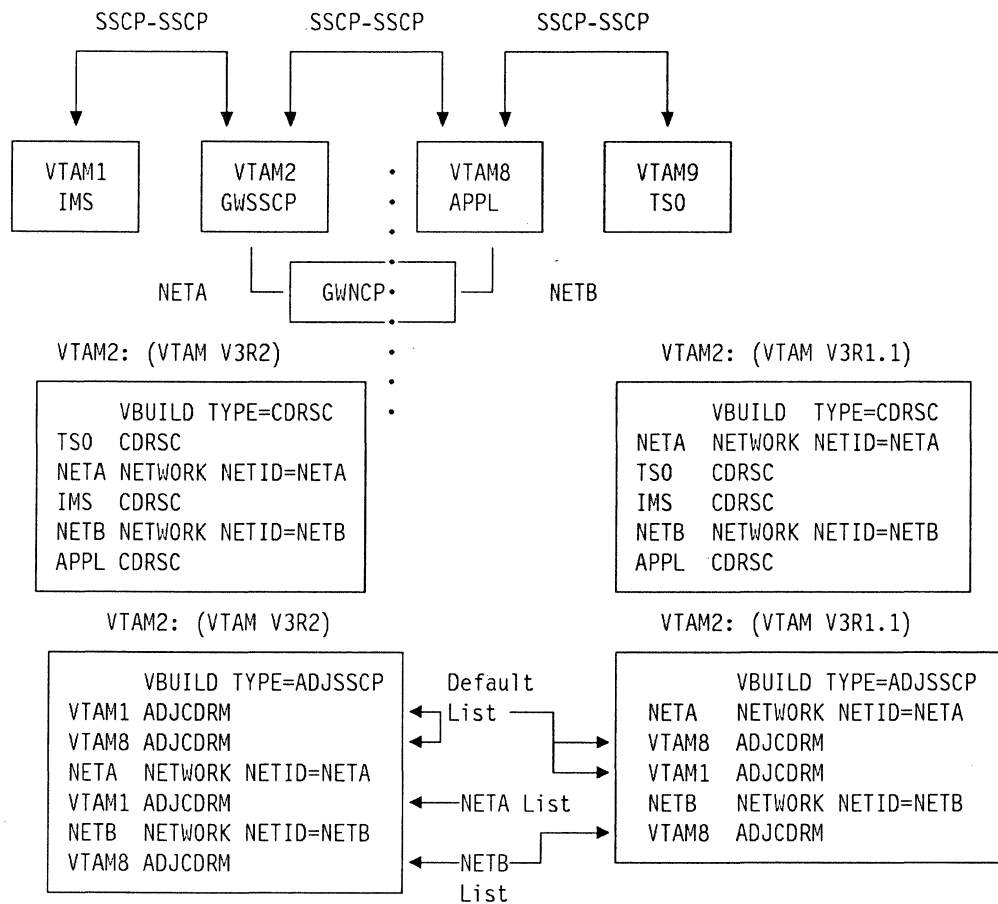 SSCP-SSCP SSCP-SSCP SSCP-SSCP
VTAM1 VTAM2 VTAM8 VTAM9
IMS GWSSCP APPL TSO
NETA GWNCP NETB
VTAM2: (VTAM V3R2)
VBUILD TYPE=CDRSC
TSO CDRSC
NETA NETWORK NETID=NETA
IMS CDRSC
NETB NETWORK NETID=NETB
APPL CDRSC
VTAM2: (VTAM V3R1.1)
VBUILD TYPE=CDRSC
NETA NETWORK NETID=NETA
TSO CDRSC
IMS CDRSC
NETB NETWORK NETID=NETB
APPL CDRSC
VTAM2: (VTAM V3R2)
VBUILD TYPE=ADJSSCP
VTAM1 ADJCDRM
VTAM8 ADJCDRM
NETA NETWORK NETID=NETA
VTAM1 ADJCDRM
NETB NETWORK NETID=NETB
VTAM8 ADJCDRM
Default
List
NETA List
NETB
List
VTAM2: (VTAM V3R1.1)
VBUILD TYPE=ADJSSCP
NETA NETWORK NETID=NETA
VTAM8 ADJCDRM
VTAM1 ADJCDRM
NETB NETWORK NETID=NETB
VTAM8 ADJCDRM